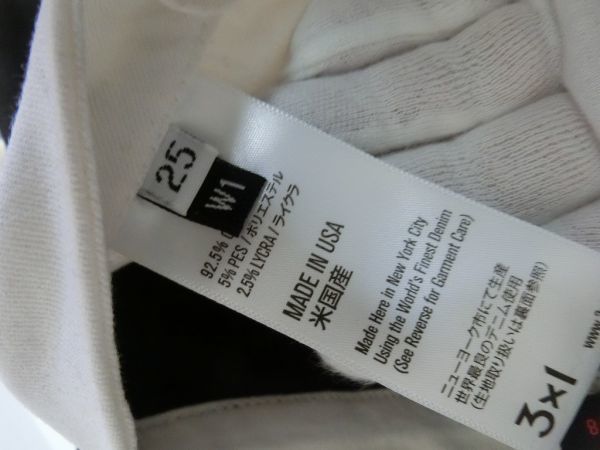 25
W1
92.5%
5% PES / ポリエステル
2.5% LYCRA / ライクラ
MADE IN USA
米国産
Made Here in New York City
Using the World's Finest Denim
(See Reverse for Garment Care)
ニューヨーク市にて生産
世界最良のデニム使用
(生地取り扱いは裏面参照)
3×1
www.3
8